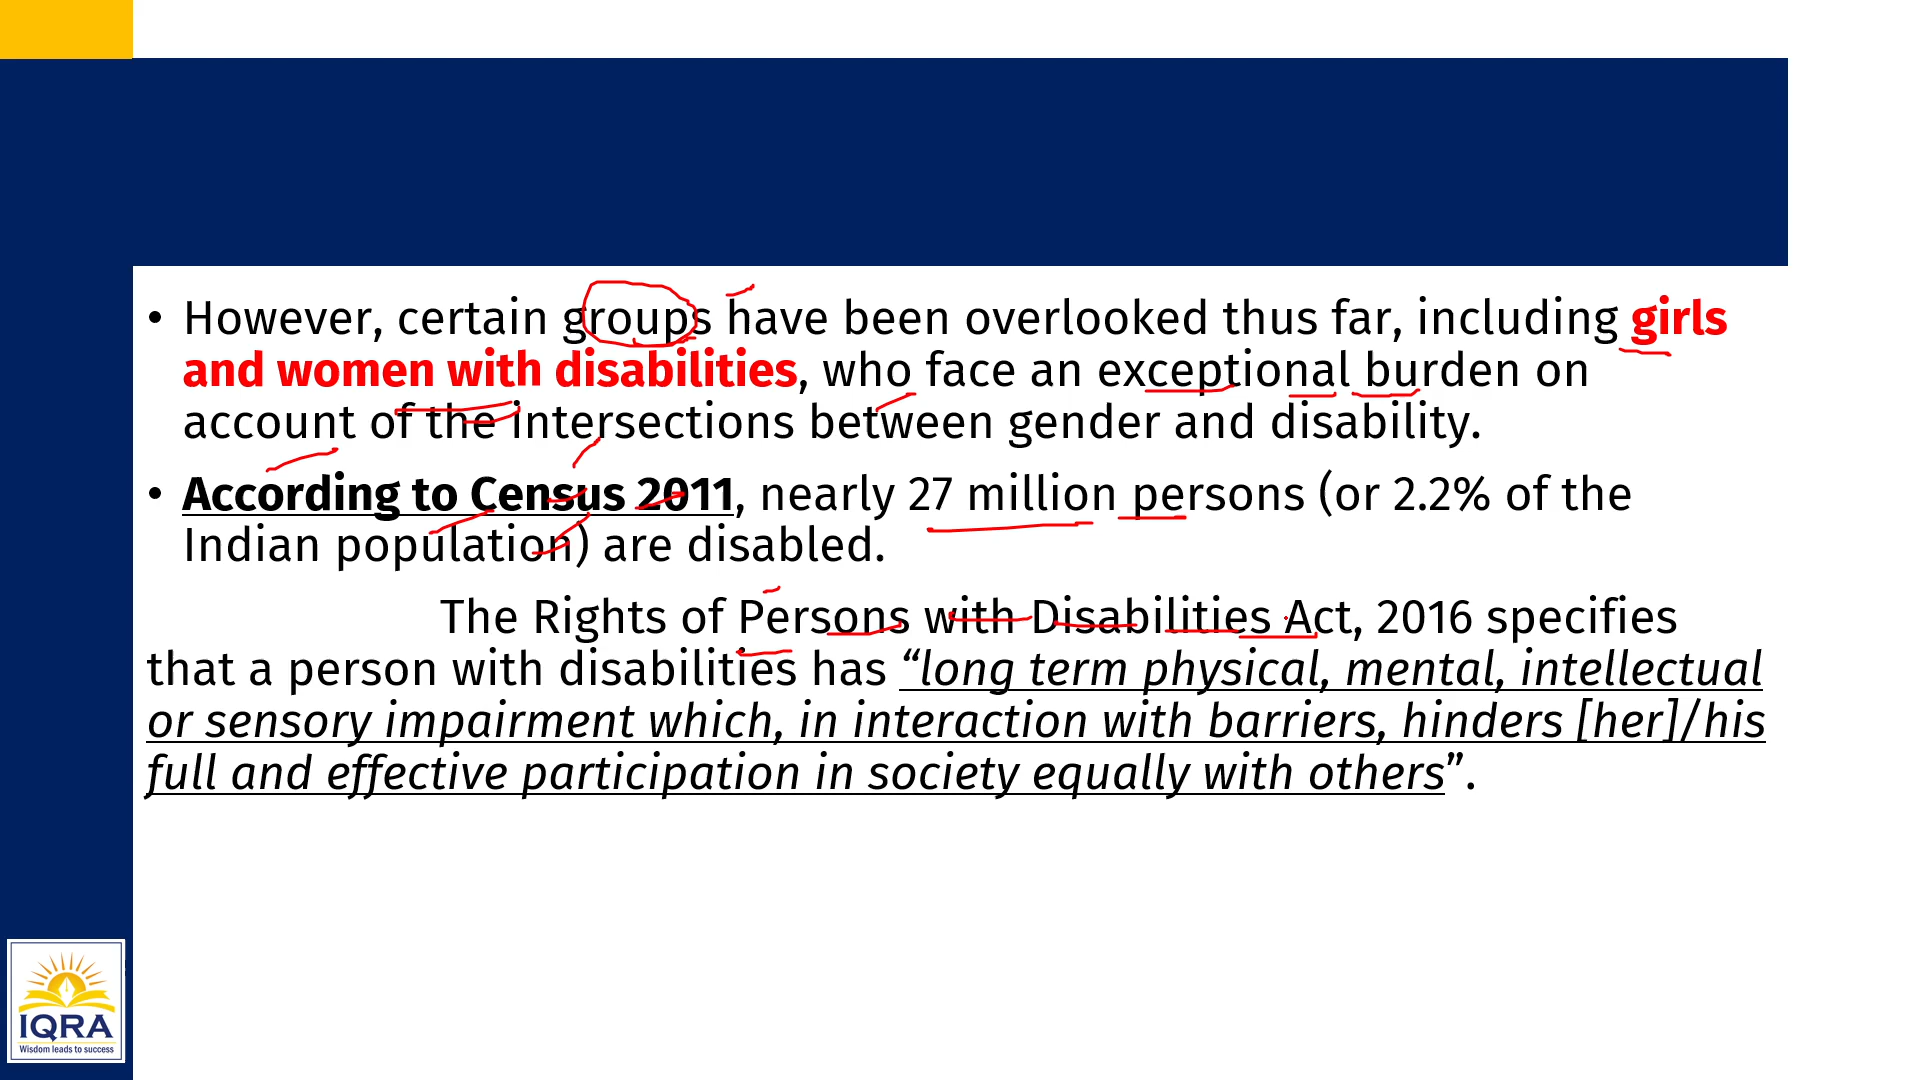 • However, certain groups have been overlooked thus far, including girls
and women with disabilities, who face an exceptional burden on
account of the intersections between gender and disability.
• According to Census 2011, nearly 27 million persons (or 2.2% of the
Indian population) are disabled.
The Rights of Persons with Disabilities Act, 2016 specifies
that a person with disabilities has “long term physical, mental, intellectual
or sensory impairment which, in interaction with barriers, hinders [her]/his
full and effective participation in society equally with others”.
IQRA
Wisdom leads to success